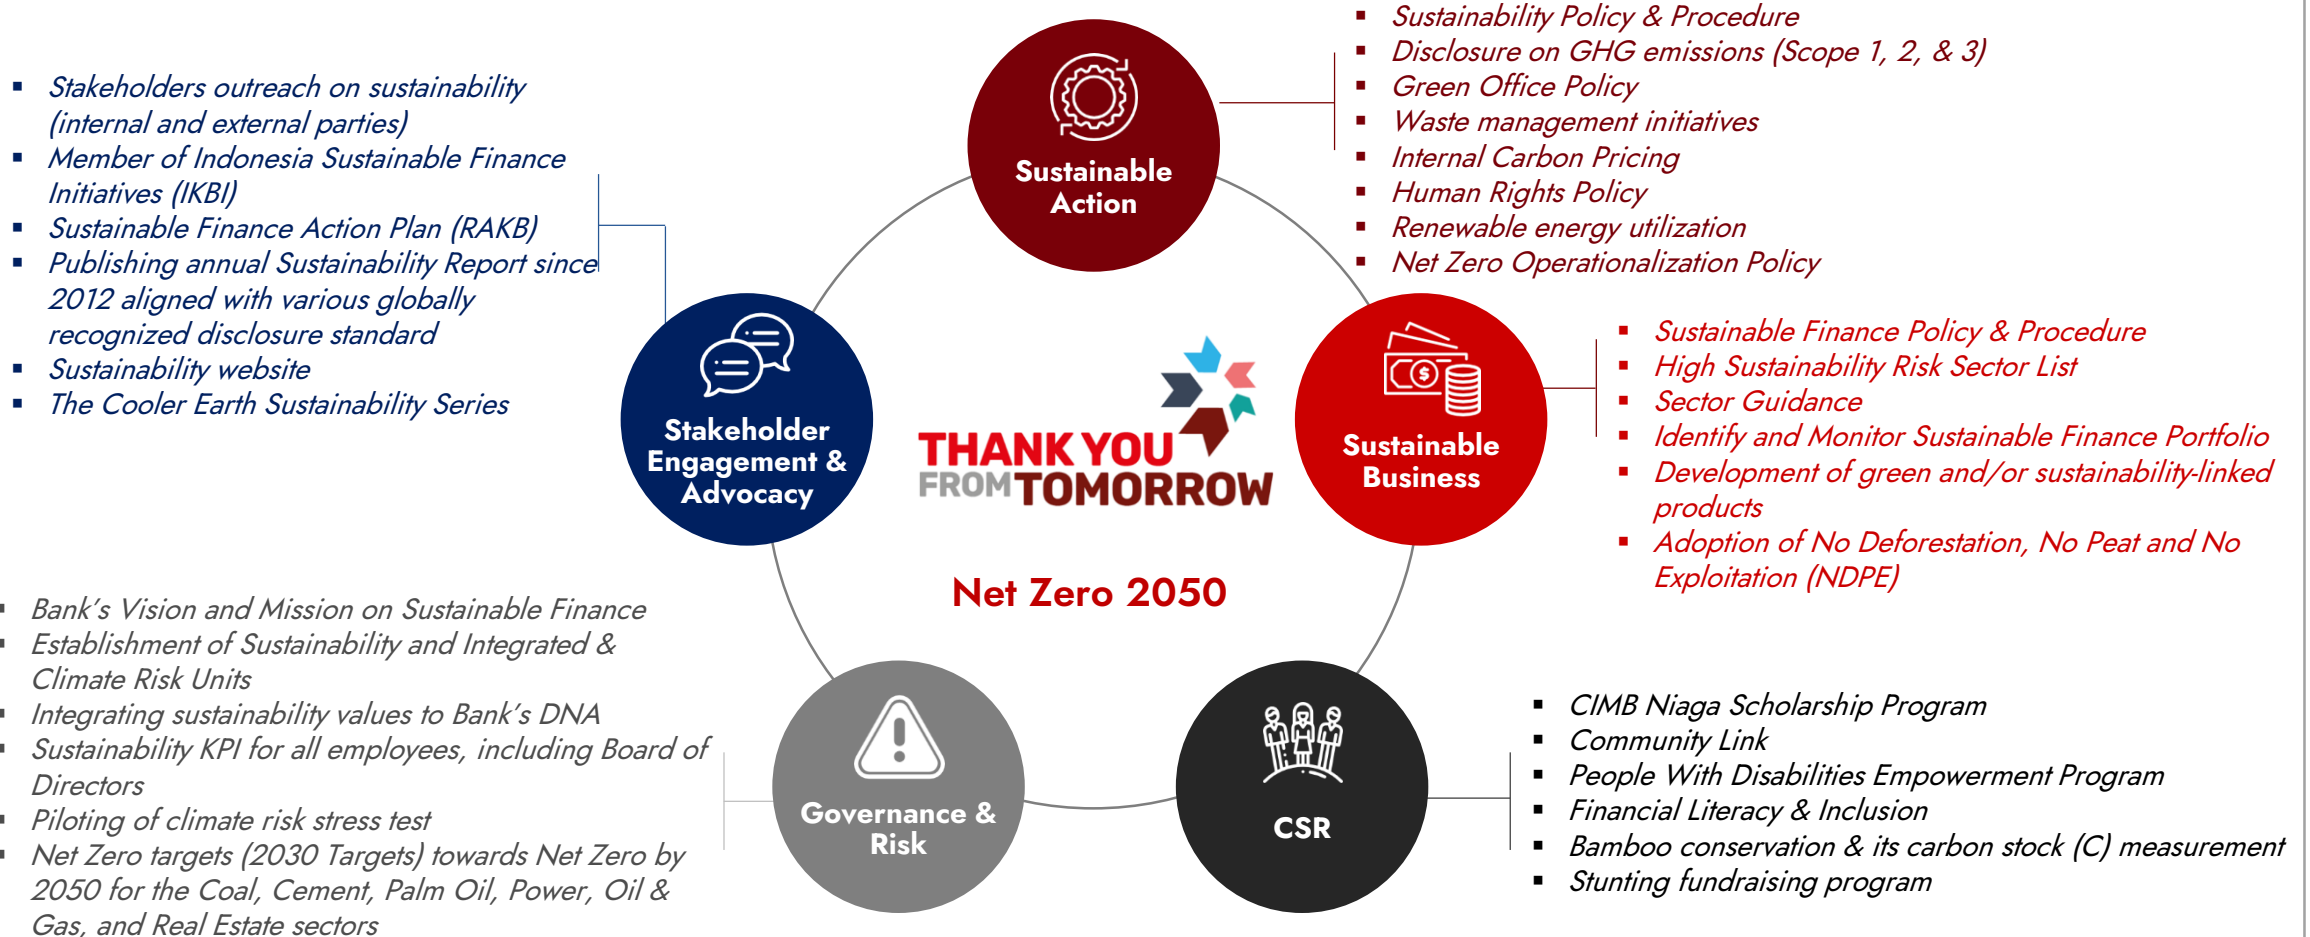 ▪ Sustainability Policy & Procedure
▪ Disclosure on GHG emissions (Scope 1, 2, & 3)
▪ Green Office Policy
▪ Waste management initiatives
▪ Internal Carbon Pricing
▪ Human Rights Policy
▪ Renewable energy utilization
▪ Net Zero Operationalization Policy
Sustainable
Action
▪ Stakeholders outreach on sustainability
(internal and external parties)
▪ Member of Indonesia Sustainable Finance
Initiatives (IKBI)
▪ Sustainable Finance Action Plan (RAKB)
▪ Publishing annual Sustainability Report since
2012 aligned with various globally
recognized disclosure standard
▪ Sustainability website
▪ The Cooler Earth Sustainability Series
Stakeholder
Engagement &
Advocacy
THANK YOU
FROM TOMORROW
Net Zero 2050
Sustainable
Business
▪ Sustainable Finance Policy & Procedure
▪ High Sustainability Risk Sector List
▪ Sector Guidance
▪ Identify and Monitor Sustainable Finance Portfolio
▪ Development of green and/or sustainability-linked
products
▪ Adoption of No Deforestation, No Peat and No
Exploitation (NDPE)
▪ Bank's Vision and Mission on Sustainable Finance
▪ Establishment of Sustainability and Integrated &
Climate Risk Units
▪ Integrating sustainability values to Bank's DNA
▪ Sustainability KPI for all employees, including Board of
Directors
▪ Piloting of climate risk stress test
▪ Net Zero targets (2030 Targets) towards Net Zero by
2050 for the Coal, Cement, Palm Oil, Power, Oil &
Gas, and Real Estate sectors
Governance &
Risk
CSR
▪ CIMB Niaga Scholarship Program
▪ Community Link
▪ People With Disabilities Empowerment Program
▪ Financial Literacy & Inclusion
▪ Bamboo conservation & its carbon stock (C) measurement
▪ Stunting fundraising program